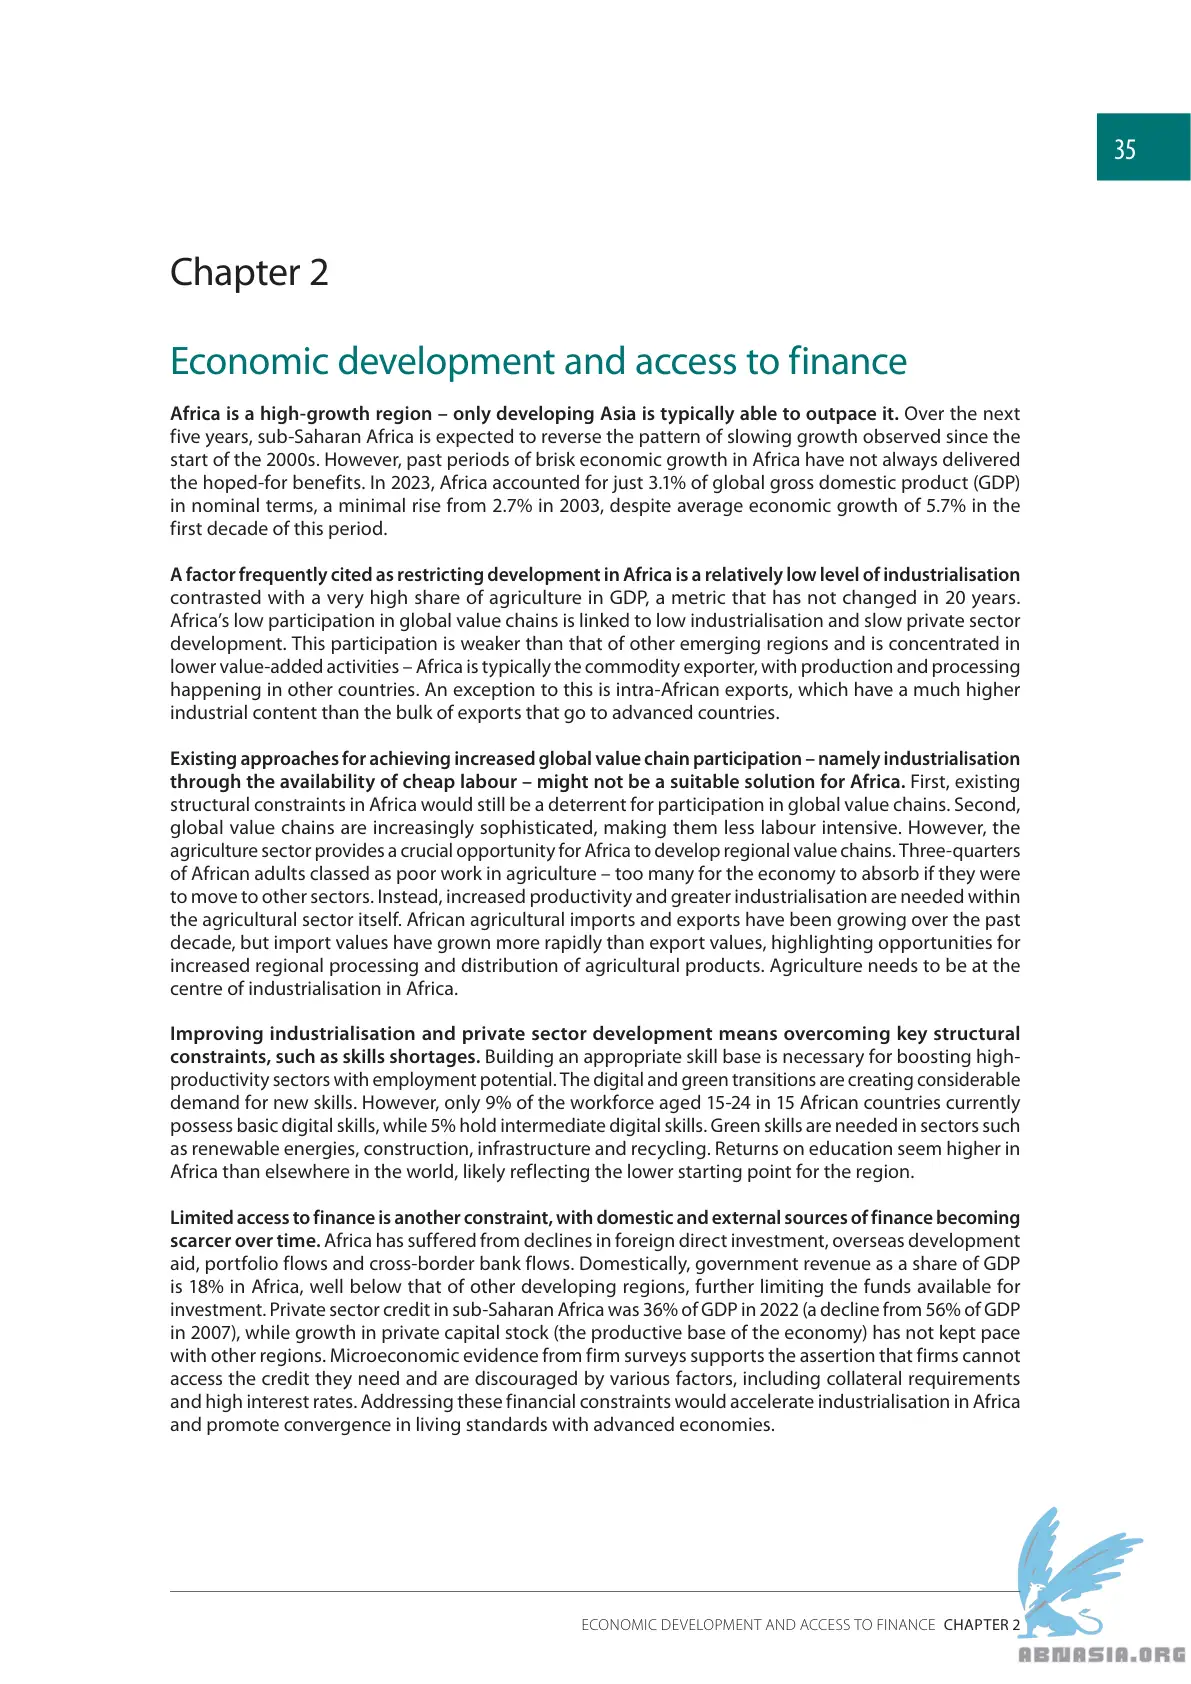 35
Chapter 2
Economic development and access to finance
Africa is a high-growth region – only developing Asia is typically able to outpace it. Over the next
five years, sub-Saharan Africa is expected to reverse the pattern of slowing growth observed since the
start of the 2000s. However, past periods of brisk economic growth in Africa have not always delivered
the hoped-for benefits. In 2023, Africa accounted for just 3.1% of global gross domestic product (GDP)
in nominal terms, a minimal rise from 2.7% in 2003, despite average economic growth of 5.7% in the
first decade of this period.
A factor frequently cited as restricting development in Africa is a relatively low level of industrialisation
contrasted with a very high share of agriculture in GDP, a metric that has not changed in 20 years.
Africa’s low participation in global value chains is linked to low industrialisation and slow private sector
development. This participation is weaker than that of other emerging regions and is concentrated in
lower value-added activities – Africa is typically the commodity exporter, with production and processing
happening in other countries. An exception to this is intra-African exports, which have a much higher
industrial content than the bulk of exports that go to advanced countries.
Existing approaches for achieving increased global value chain participation – namely industrialisation
through the availability of cheap labour – might not be a suitable solution for Africa. First, existing
structural constraints in Africa would still be a deterrent for participation in global value chains. Second,
global value chains are increasingly sophisticated, making them less labour intensive. However, the
agriculture sector provides a crucial opportunity for Africa to develop regional value chains. Three-quarters
of African adults classed as poor work in agriculture – too many for the economy to absorb if they were
to move to other sectors. Instead, increased productivity and greater industrialisation are needed within
the agricultural sector itself. African agricultural imports and exports have been growing over the past
decade, but import values have grown more rapidly than export values, highlighting opportunities for
increased regional processing and distribution of agricultural products. Agriculture needs to be at the
centre of industrialisation in Africa.
Improving industrialisation and private sector development means overcoming key structural
constraints, such as skills shortages. Building an appropriate skill base is necessary for boosting high-
productivity sectors with employment potential. The digital and green transitions are creating considerable
demand for new skills. However, only 9% of the workforce aged 15-24 in 15 African countries currently
possess basic digital skills, while 5% hold intermediate digital skills. Green skills are needed in sectors such
as renewable energies, construction, infrastructure and recycling. Returns on education seem higher in
Africa than elsewhere in the world, likely reflecting the lower starting point for the region.
Limited access to finance is another constraint, with domestic and external sources of finance becoming
scarcer over time. Africa has suffered from declines in foreign direct investment, overseas development
aid, portfolio flows and cross-border bank flows. Domestically, government revenue as a share of GDP
is 18% in Africa, well below that of other developing regions, further limiting the funds available for
investment. Private sector credit in sub-Saharan Africa was 36% of GDP in 2022 (a decline from 56% of GDP
in 2007), while growth in private capital stock (the productive base of the economy) has not kept pace
with other regions. Microeconomic evidence from firm surveys supports the assertion that firms cannot
access the credit they need and are discouraged by various factors, including collateral requirements
and high interest rates. Addressing these financial constraints would accelerate industrialisation in Africa
and promote convergence in living standards with advanced economies.
ECONOMIC DEVELOPMENT AND ACCESS TO FINANCE CHAPTER 2
ABNASIA.ORG